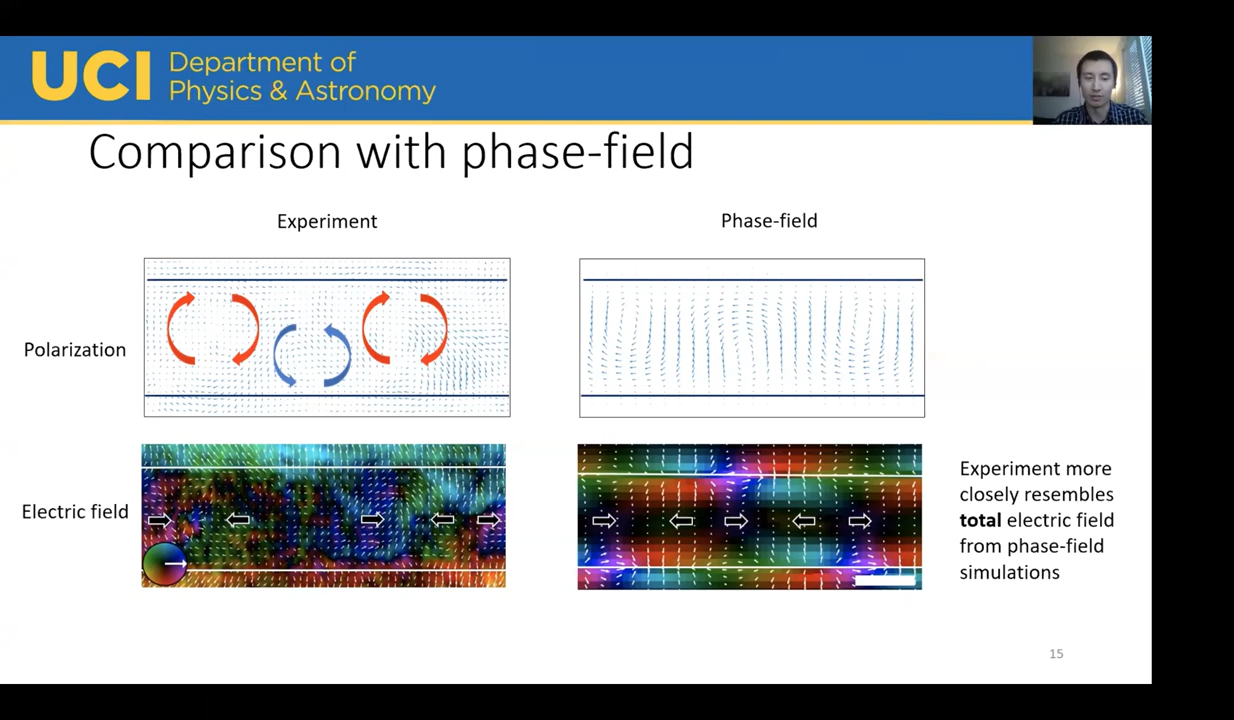 UCI Department of
Physics & Astronomy
Comparison with phase-field
Experiment
Phase-field
Polarization
Electric field
Experiment more
closely resembles
total electric field
from phase-field
simulations
15